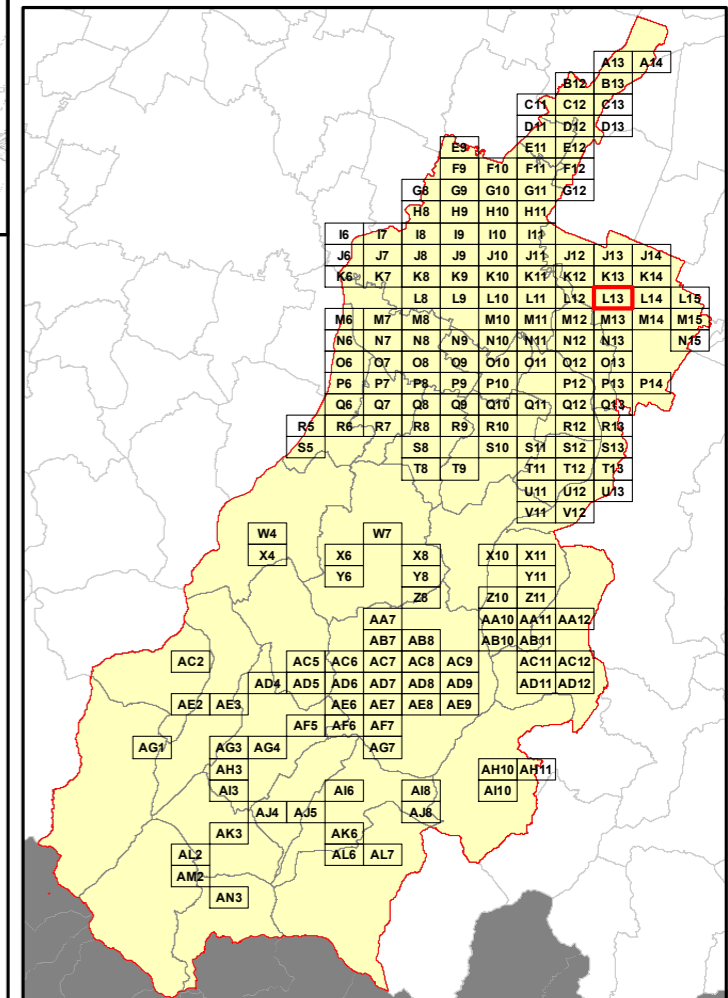 A13 A14
B12 B13
C11 C12 C13
D11 D12 D13
E9 E11 E12
F9 F10 F11 F12
G8 G9 G10 G11 G12
H8 H9 H10 H11
I6 I7 I8 I9 I10 I11
J6 J7 J8 J9 J10 J11 J12 J13 J14
K6 K7 K8 K9 K10 K11 K12 K13 K14
L8 L9 L10 L11 L12 L13 L14 L15
M6 M7 M8 M10 M11 M12 M13 M14 M15
N6 N7 N8 N9 N10 N11 N12 N13 N15
O6 O7 O8 O9 O10 O11 O12 O13
P6 P7 P8 P9 P10 P12 P13 P14
Q6 Q7 Q8 Q9 Q10 Q11 Q12 Q13
R5 R6 R7 R8 R9 R10 R12 R13
S5 S8 S10 S11 S12 S13
T8 T9 T11 T12 T13
U11 U12 U13
V11 V12
W4 W7
X4 X6 X8 X10 X11
Y6 Y8 Y11
Z8 Z10 Z11
AA7 AA10 AA11 AA12
AB7 AB8 AB10 AB11
AC2 AC5 AC6 AC7 AC8 AC9 AC11 AC12
AD4 AD5 AD6 AD7 AD8 AD9 AD11 AD12
AE2 AE3 AE6 AE7 AE8 AE9
AF5 AF6 AF7
AG1 AG3 AG4 AG7
AH3 AH10 AH11
AI3 AI6 AI8 AI10
AJ4 AJ5 AJ8
AK3 AK6
AL2 AL6 AL7
AM2
AN3